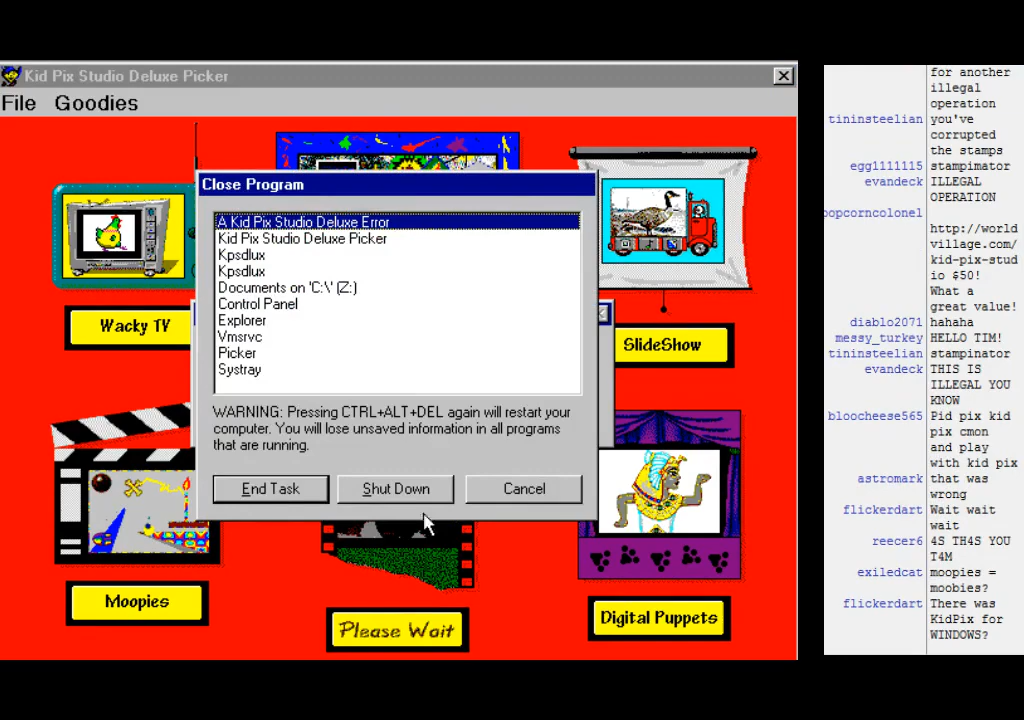 Kid Pix Studio Deluxe Picker
File Goodies
Close Program
A Kid Pix Studio Deluxe Error
Kid Pix Studio Deluxe Picker
Kpsdlux
Kpsdlux
Documents on 'C:\' (Z:)
Control Panel
Explorer
Vmsrvc
Picker
Systray
WARNING: Pressing CTRL+ALT+DEL again will restart your
computer. You will lose unsaved information in all programs
that are running.
End Task Shut Down Cancel
Wacky TV
SlideShow
Moopies
Please Wait
Digital Puppets
for another
illegal
operation
tininsteelian you've
corrupted
the stamps
egg1111115 stampimator
evandeck ILLEGAL
OPERATION
opcorncolonel
http://world
village.com/
kid-pix-stud
io $50!
What a
great value!
diablo2071 hahaha
messy_turkey HELLO TIM!
tininsteelian stampinator
evandeck THIS IS
ILLEGAL YOU
KNOW
bloocheese565 Pid pix kid
pix cmon
and play
with kid pix
astromark that was
wrong
flickerdart Wait wait
wait
reecer6 4S TH4S YOU
T4M
exiledcat moopies =
moobies?
flickerdart There was
KidPix for
WINDOWS?